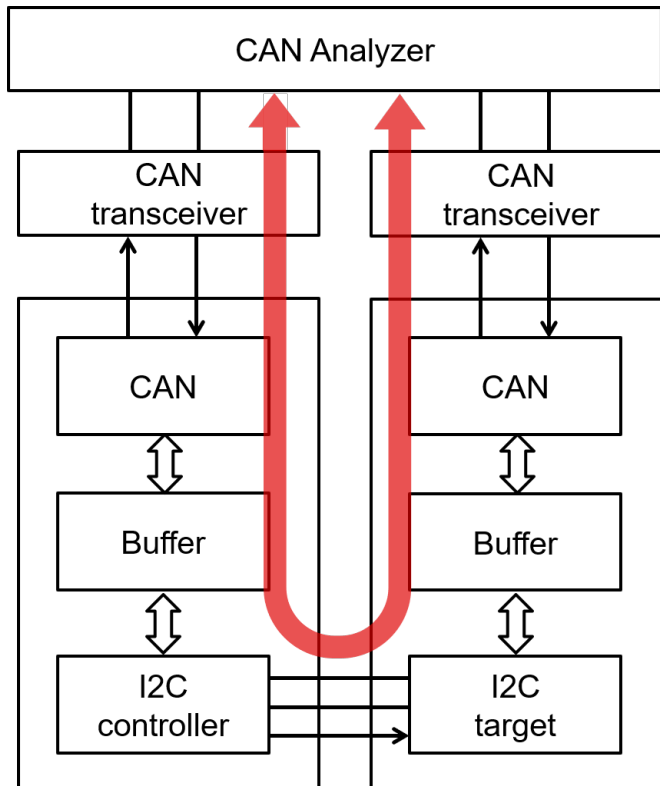 CAN Analyzer
CAN
transceiver
CAN
transceiver
CAN
CAN
Buffer
Buffer
I2C
controller
I2C
target